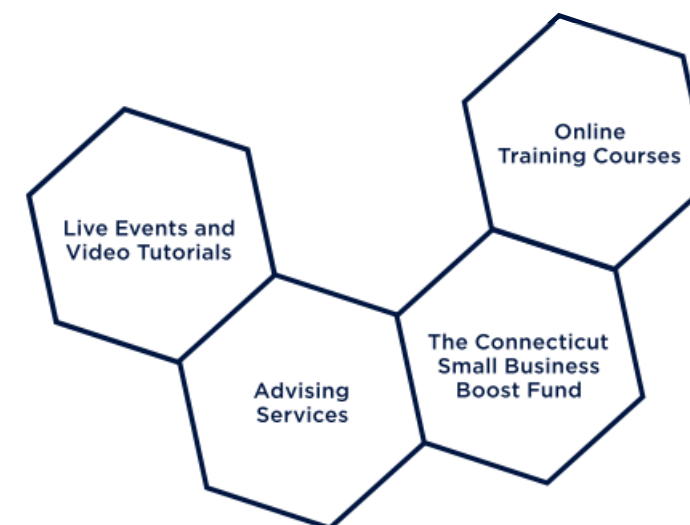 Online
Training Courses
Live Events and
Video Tutorials
The Connecticut
Small Business
Boost Fund
Advising
Services